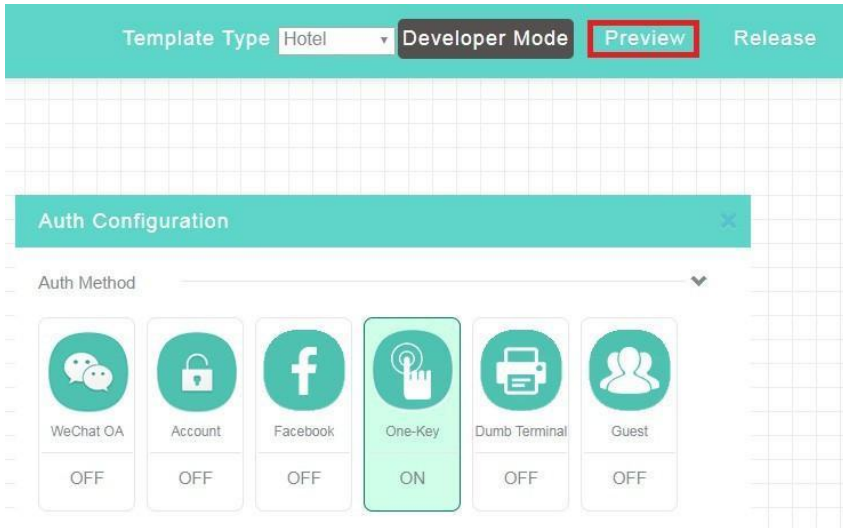 Template Type Hotel Developer Mode Preview Release
Auth Configuration
Auth Method
WeChat OA Account Facebook One-Key Dumb Terminal Guest
OFF OFF OFF ON OFF OFF